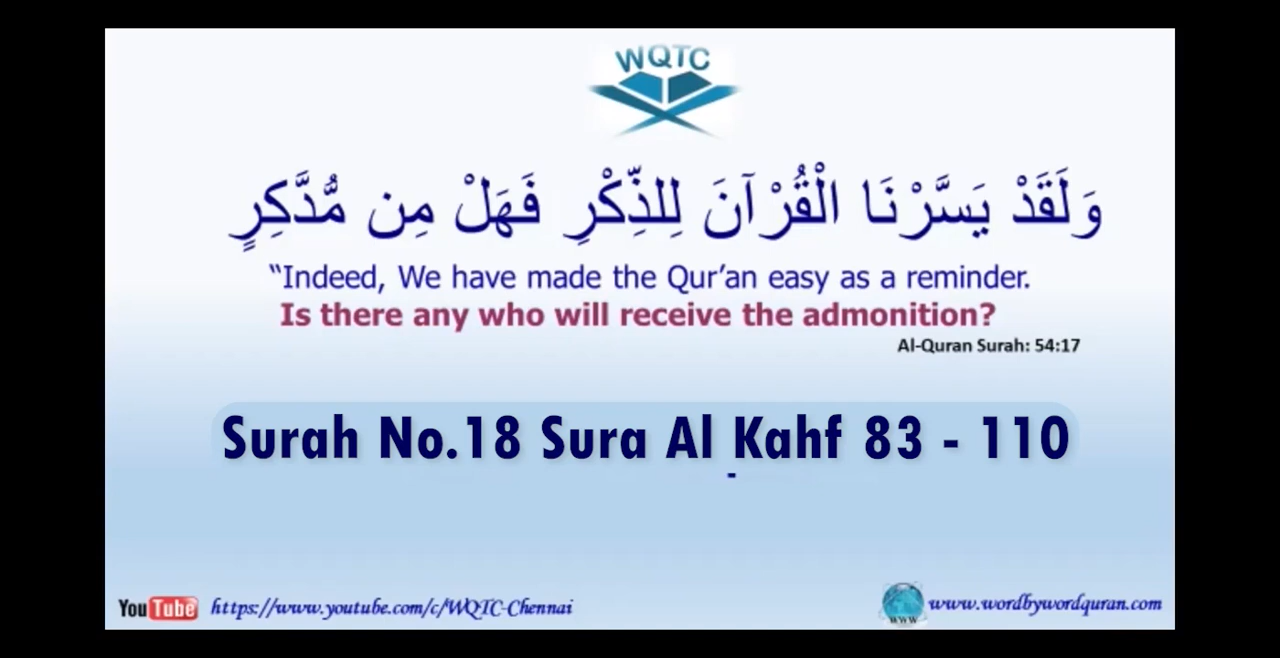 WQTC
وَلَقَدْ يَسَّرْنَا الْقُرْآنَ لِلذِّكْرِ فَهَلْ مِن مُّدَّكِرٍ
“Indeed, We have made the Qur’an easy as a reminder.
Is there any who will receive the admonition?
Al-Quran Surah: 54:17
Surah No.18 Sura Al Kahf 83 - 110
-
YouTube https://www.youtube.com/c/WQTC-Chennai
WWW www.wordbywordquran.com